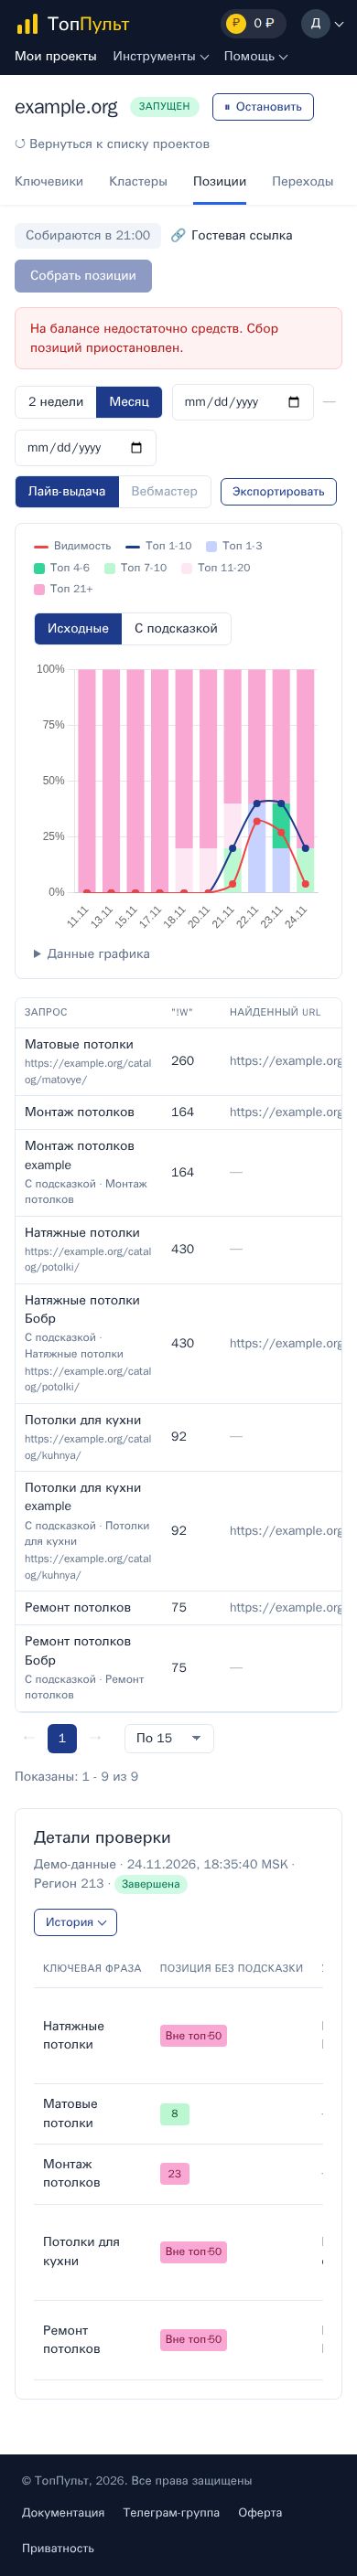 ТопПульт
₽ 0 ₽
Д
Мои проекты Инструменты Помощь
example.org ЗАПУЩЕН Остановить
Вернуться к списку проектов
Ключевики Кластеры Позиции Переходы
Собираются в 21:00 Гостевая ссылка
Собрать позиции
На балансе недостаточно средств. Сбор
позиций приостановлен.
2 недели Месяц mm/dd/yyyy —
mm/dd/yyyy
Лайв-выдача Вебмастер Экспортировать
Видимость Топ 1-10 Топ 1-3
Топ 4-6 Топ 7-10 Топ 11-20
Топ 21+
Исходные С подсказкой
100%
75%
50%
25%
0%
11.11 13.11 15.11 17.11 18.11 20.11 21.11 22.11 23.11 24.11
Данные графика
ЗАПРОС "!W" НАЙДЕННЫЙ URL
Матовые потолки
https://example.org/catal
og/matovye/
260 https://example.org
Монтаж потолков 164 https://example.org
Монтаж потолков
example
С подсказкой · Монтаж
потолков
164 —
Натяжные потолки
https://example.org/catal
og/potolki/
430 —
Натяжные потолки
Бобр
С подсказкой ·
Натяжные потолки
https://example.org/catal
og/potolki/
430 https://example.org
Потолки для кухни
https://example.org/catal
og/kuhnya/
92 —
Потолки для кухни
example
С подсказкой · Потолки
для кухни
https://example.org/catal
og/kuhnya/
92 https://example.org
Ремонт потолков 75 https://example.org
Ремонт потолков
Бобр
С подсказкой · Ремонт
потолков
75 —
← 1 → По 15
Показаны: 1 - 9 из 9
Детали проверки
Демо-данные · 24.11.2026, 18:35:40 MSK ·
Регион 213 · Завершена
История
КЛЮЧЕВАЯ ФРАЗА ПОЗИЦИЯ БЕЗ ПОДСКАЗКИ
Натяжные
потолки
Вне топ-50
Матовые
потолки
8
Монтаж
потолков
23
Потолки для
кухни
Вне топ-50
Ремонт
потолков
Вне топ-50
© ТопПульт, 2026. Все права защищены
Документация Телеграм-группа Оферта
Приватность